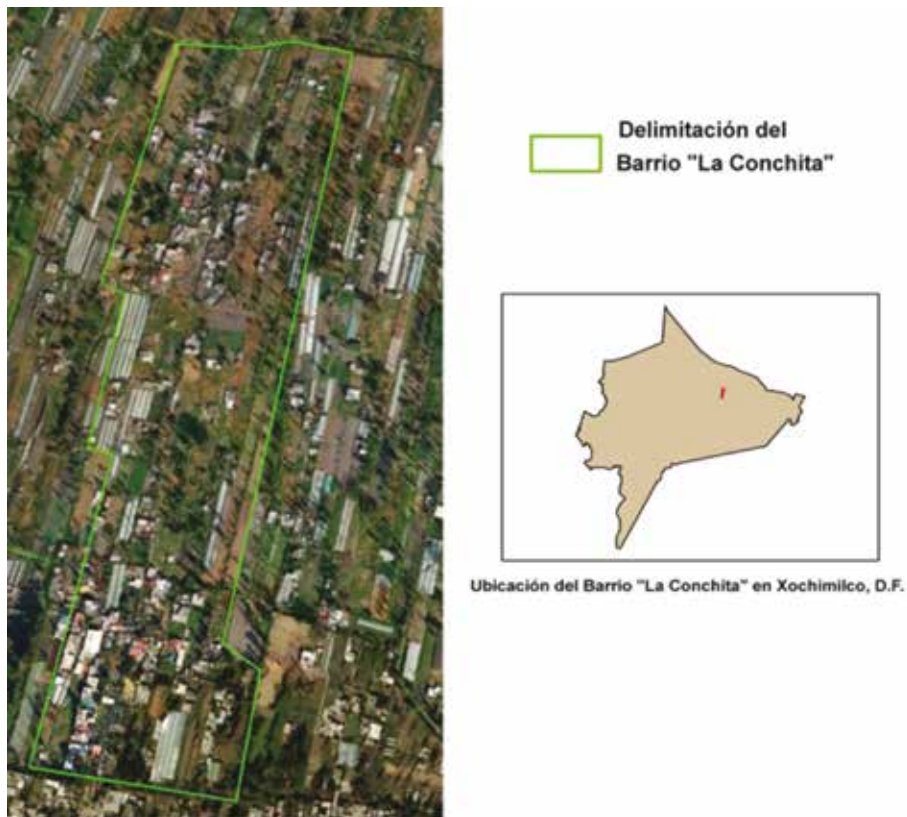 Delimitación del
Barrio "La Conchita"
Ubicación del Barrio "La Conchita" en Xochimilco, D.F.